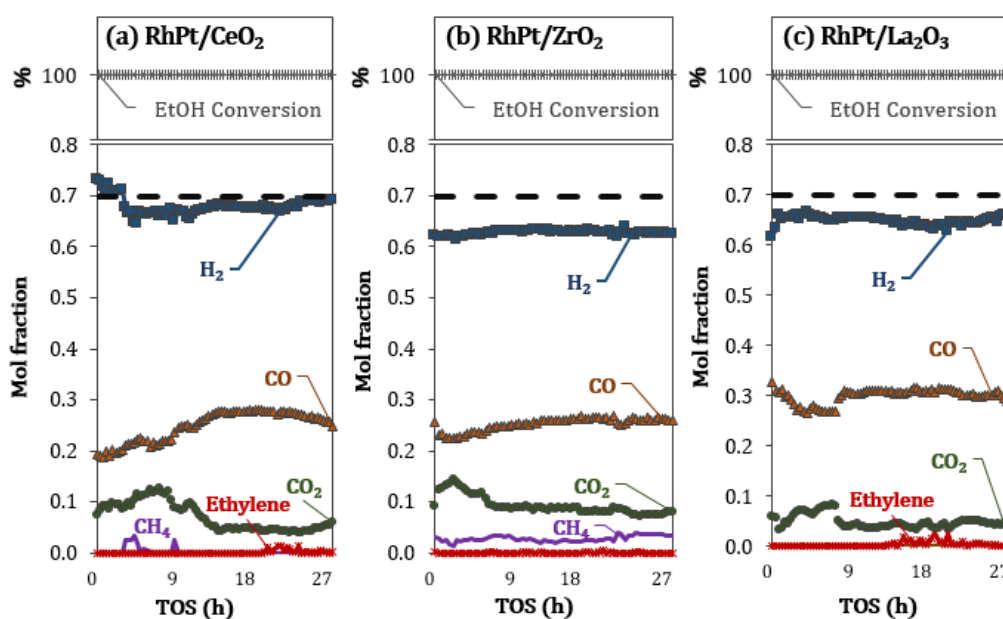 (a) RhPt/CeO₂
(b) RhPt/ZrO₂
(c) RhPt/La₂O₃
%
100
EtOH Conversion
%
100
EtOH Conversion
%
100
EtOH Conversion
Mol fraction
0.8
0.7
0.6
0.5
0.4
0.3
0.2
0.1
0.0
H₂
CO
CO₂
Ethylene
CH₄
0
9
18
27
TOS (h)
Mol fraction
0.8
0.7
0.6
0.5
0.4
0.3
0.2
0.1
0.0
H₂
CO
CO₂
CH₄
0
9
18
27
TOS (h)
Mol fraction
0.8
0.7
0.6
0.5
0.4
0.3
0.2
0.1
0.0
H₂
CO
CO₂
Ethylene
0
9
18
27
TOS (h)